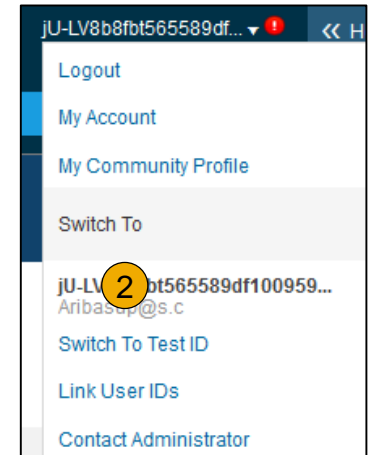 jU-LV8b8fbt565589df... ▾ ! « H
Logout
My Account
My Community Profile
Switch To
2 bt565589df100959...
@s.c
Switch To Test ID
Link User IDs
Contact Administrator